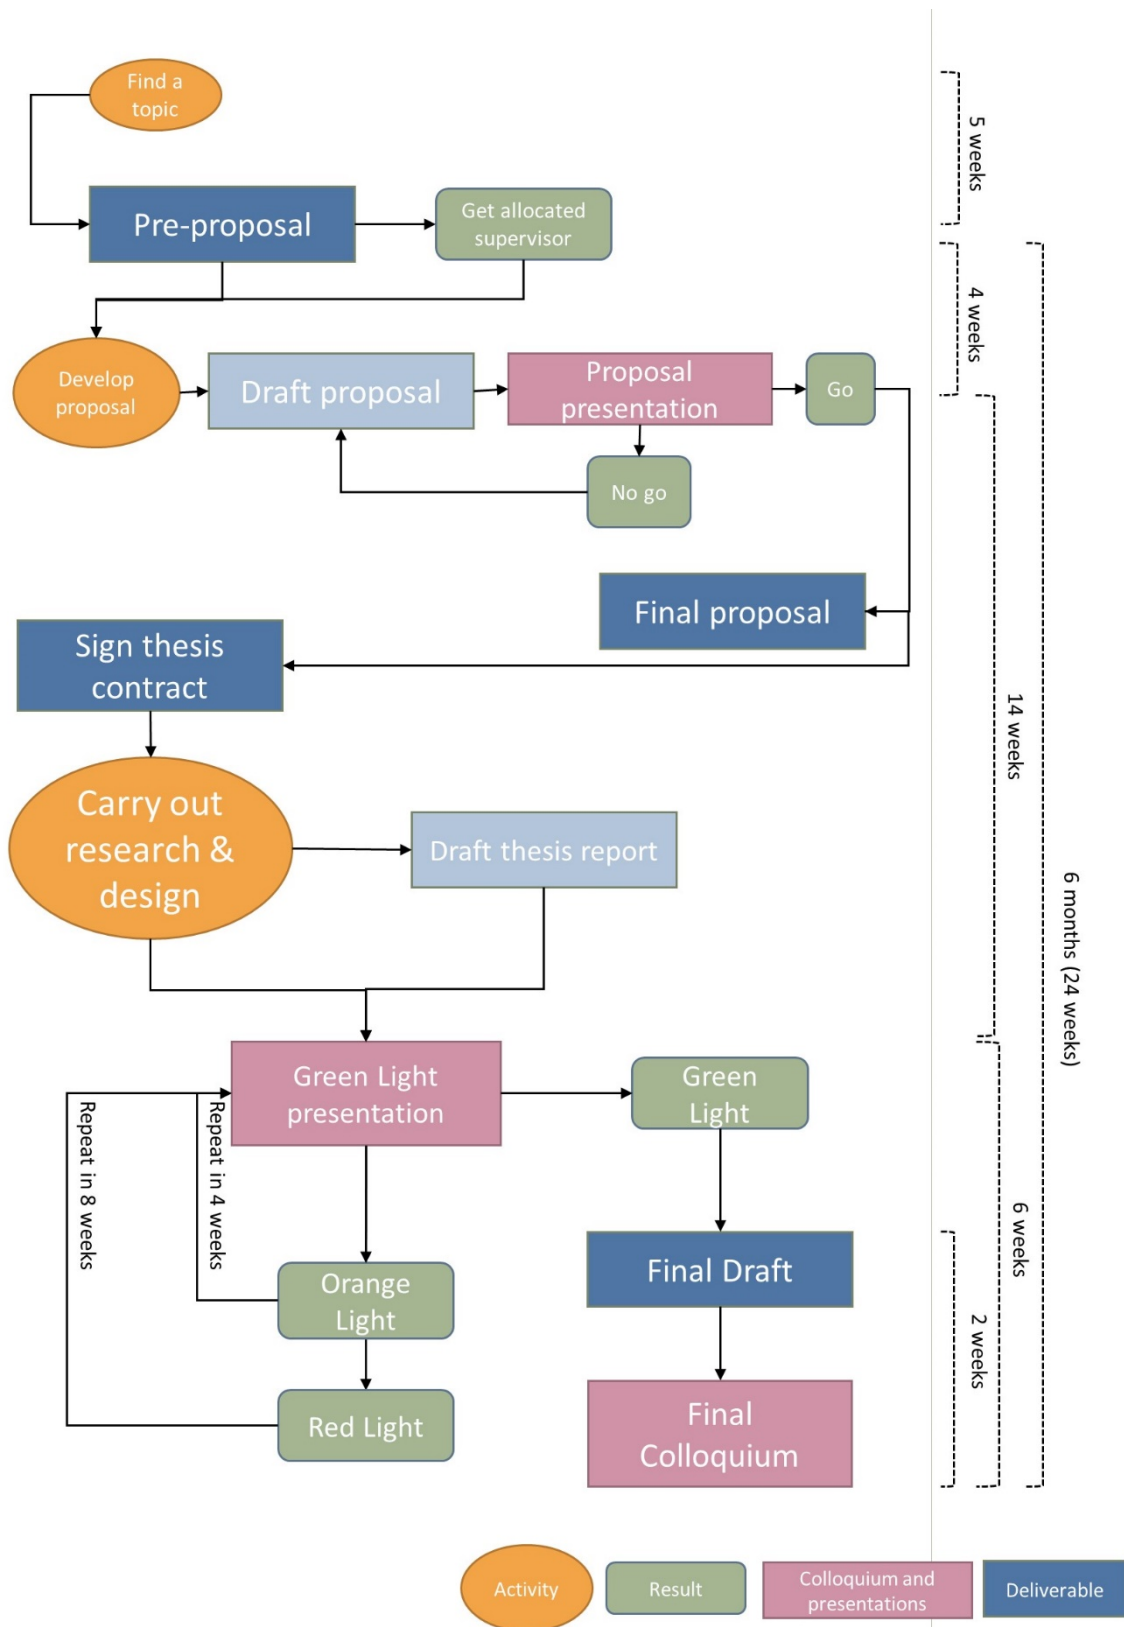 Find a
topic
5 weeks
Pre-proposal
Get allocated
supervisor
4 weeks
Develop
proposal
Draft proposal
Proposal
presentation
Go
No go
Final proposal
Sign thesis
contract
14 weeks
Carry out
research &
design
Draft thesis report
6 months (24 weeks)
Green Light
presentation
Green
Light
Repeat in 8 weeks
Repeat in 4 weeks
6 weeks
Final Draft
Orange
Light
2 weeks
Red Light
Final
Colloquium
Activity
Result
Colloquium and
presentations
Deliverable